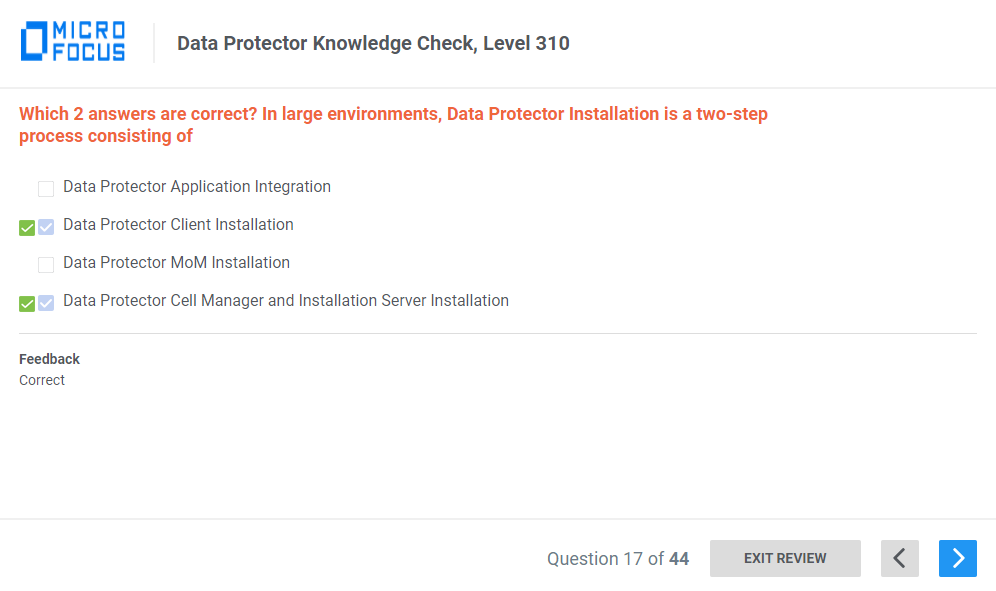 MICRO
FOCUS
Data Protector Knowledge Check, Level 310
Which 2 answers are correct? In large environments, Data Protector Installation is a two-step
process consisting of
Data Protector Application Integration
Data Protector Client Installation
Data Protector MoM Installation
Data Protector Cell Manager and Installation Server Installation
Feedback
Correct
Question 17 of 44
EXIT REVIEW